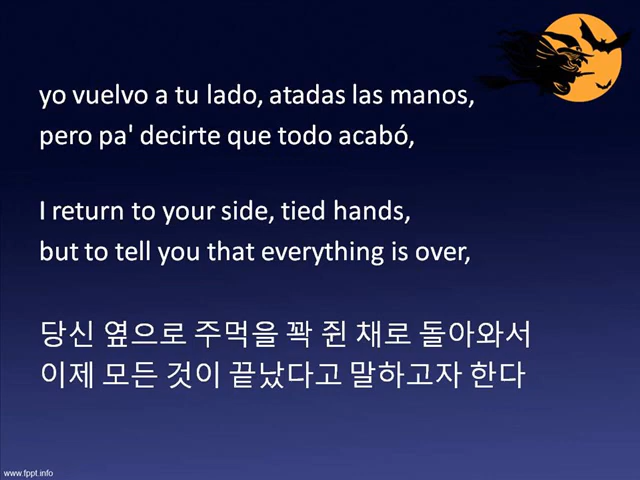 yo vuelvo a tu lado, atadas las manos,
pero pa' decirte que todo acabó,
I return to your side, tied hands,
but to tell you that everything is over,
당신 옆으로 주먹을 꽉 쥔 채로 돌아와서
이제 모든 것이 끝났다고 말하고자 한다
www.fppt.info